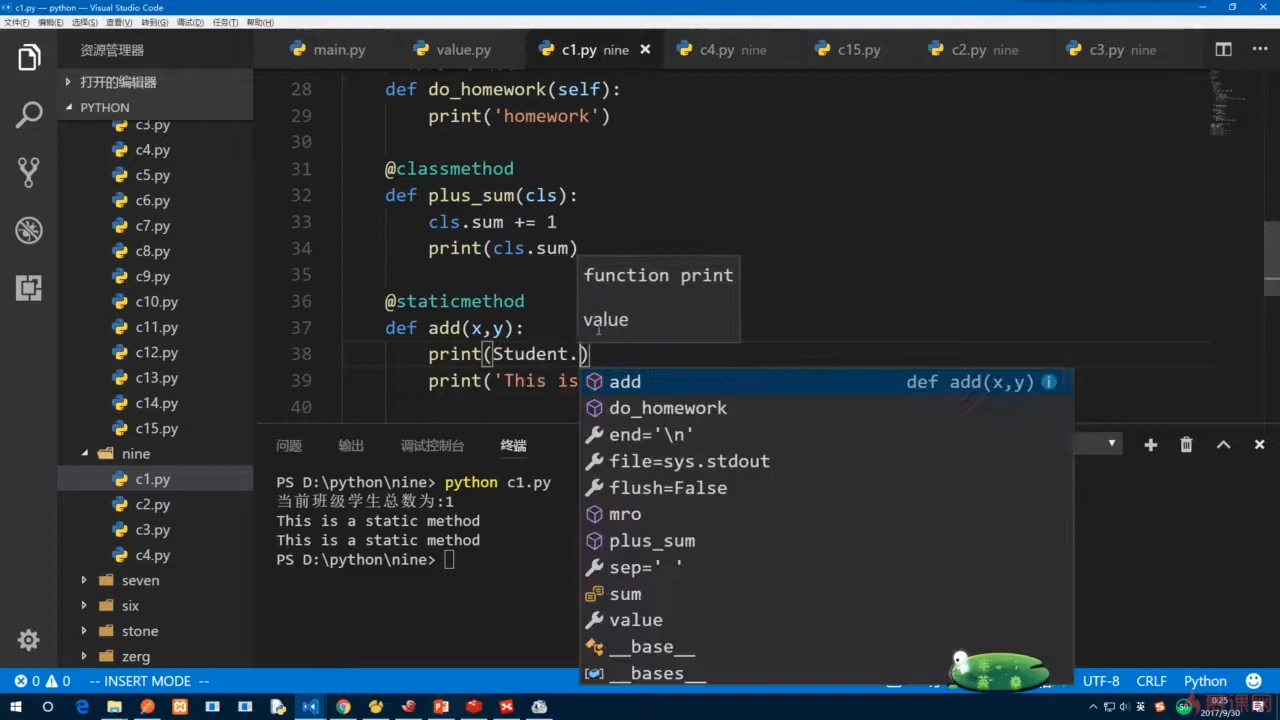 c1.py — python — Visual Studio Code
文件(F) 编辑(E) 选择(S) 查看(V) 转到(G) 调试(D) 任务(T) 帮助(H)
资源管理器
main.py value.py c1.py nine c4.py nine c15.py c2.py nine c3.py nine
打开的编辑器
PYTHON
c3.py
c4.py
c5.py
c6.py
c7.py
c8.py
c9.py
c10.py
c11.py
c12.py
c13.py
c14.py
c15.py
nine
c1.py
c2.py
c3.py
c4.py
seven
six
stone
zerg
28 def do_homework(self):
29 print('homework')
30
31 @classmethod
32 def plus_sum(cls):
33 cls.sum += 1
34 print(cls.sum)
35
36 @staticmethod
37 def add(x,y):
38 print(Student.)
39 print('This is
40
function print
value
add def add(x,y)
do_homework
end='\n'
file=sys.stdout
flush=False
mro
plus_sum
sep=' '
sum
value
__base__
__bases__
问题 输出 调试控制台 终端
PS D:\python\nine> python c1.py
当前班级学生总数为:1
This is a static method
This is a static method
PS D:\python\nine>
0 0 -- INSERT MODE -- UTF-8 CRLF Python
英
0:25
2017/9/30